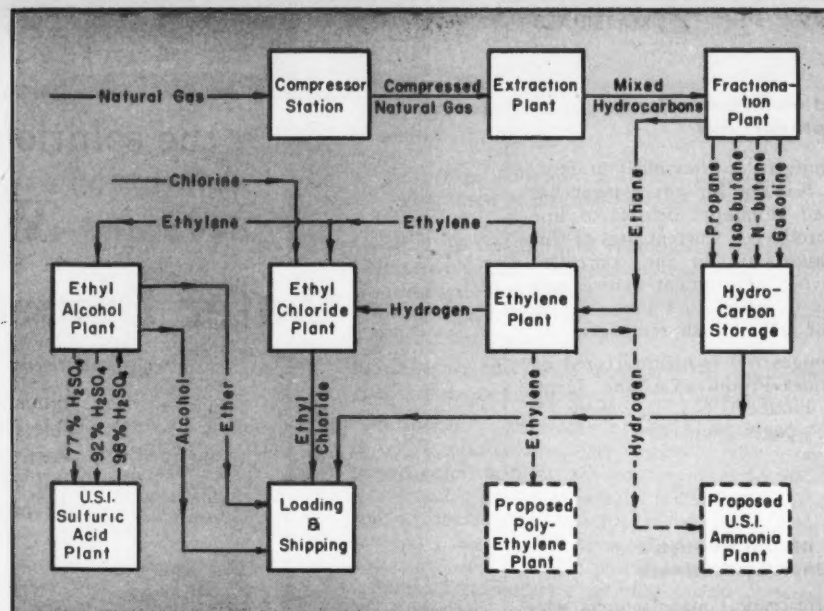 Natural Gas
Compressor
Station
Compressed
Natural Gas
Extraction
Plant
Mixed
Hydrocarbons
Fractiona-
tion
Plant
Chlorine
Ethylene
Ethylene
Ethane
Propane
Iso-butane
N butane
Gasoline
Ethyl
Alcohol
Plant
Ethyl
Chloride
Plant
Hydrogen
Ethylene
Plant
Hydro-
Carbon
Storage
77% H₂SO₄
92% H₂SO₄
98% H₂SO₄
Alcohol
Ether
Ethyl
Chloride
Ethylene
Hydrogen
U.S.I.
Sulfuric
Acid
Plant
Loading
&
Shipping
Proposed
Poly-
Ethylene
Plant
Proposed
U.S.I.
Ammonia
Plant